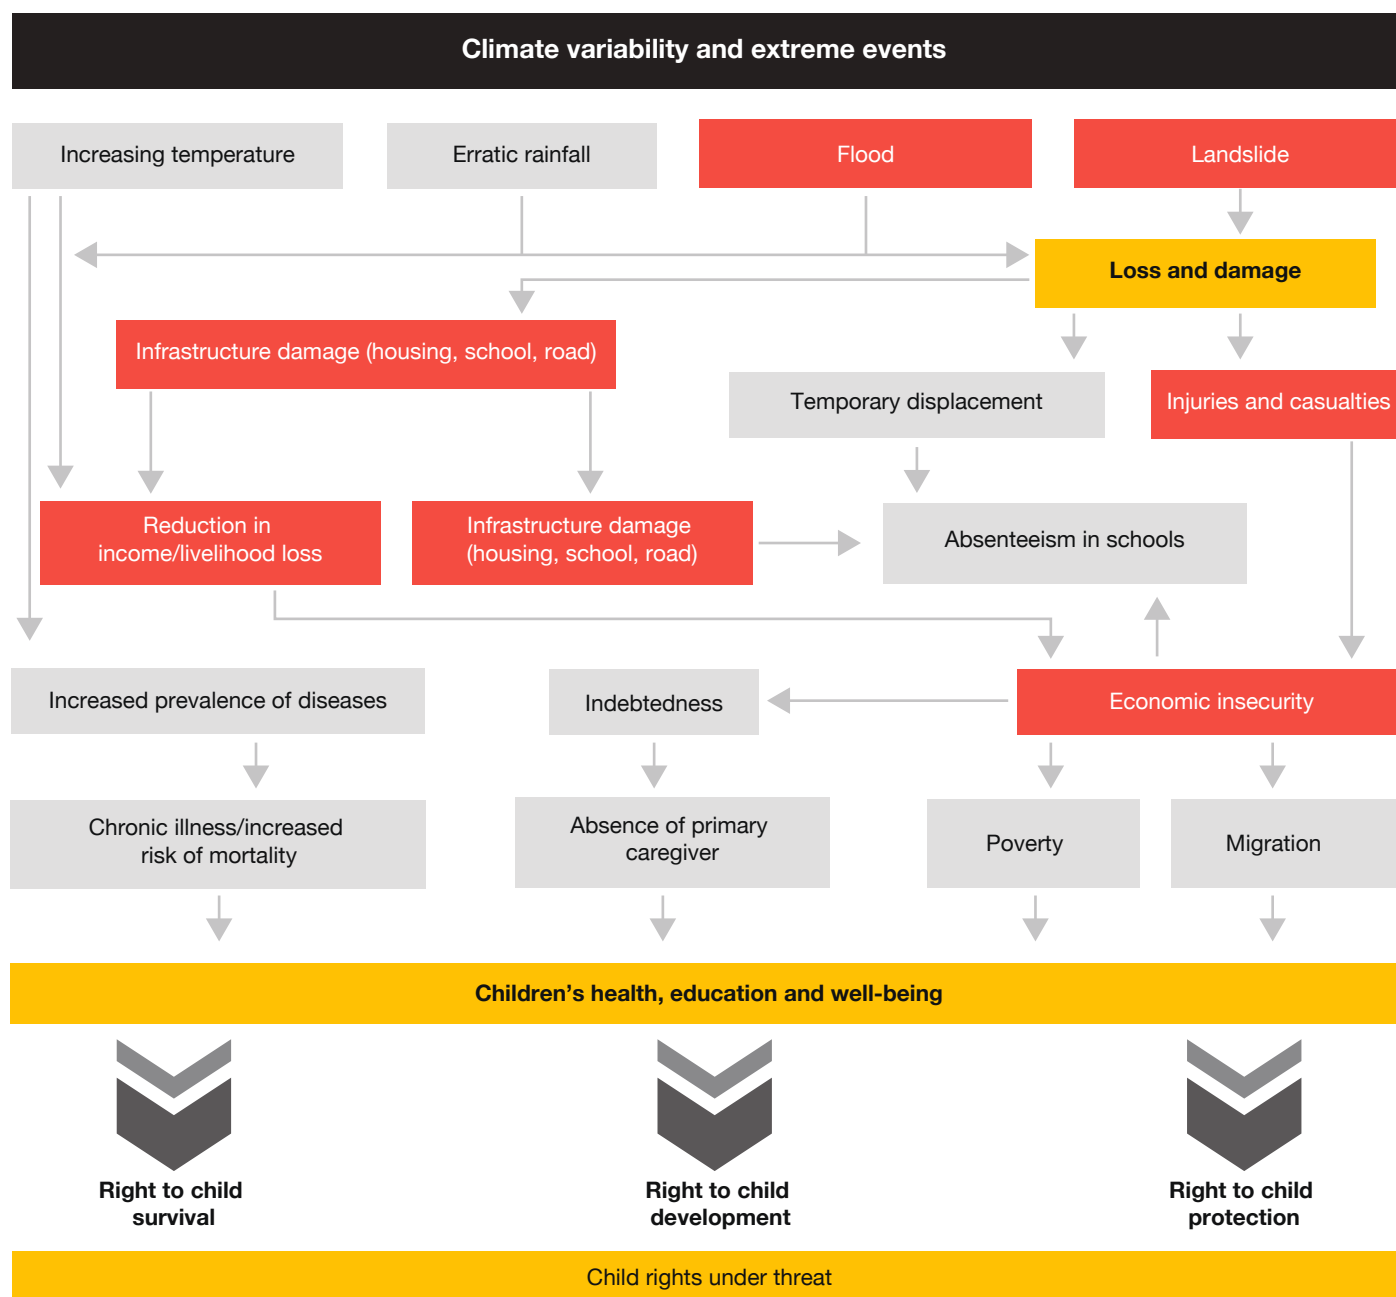 Climate variability and extreme events
Increasing temperature
Erratic rainfall
Flood
Landslide
Loss and damage
Infrastructure damage (housing, school, road)
Temporary displacement
Injuries and casualties
Reduction in
income/livelihood loss
Infrastructure damage
(housing, school, road)
Absenteeism in schools
Increased prevalence of diseases
Indebtedness
Economic insecurity
Chronic illness/increased
risk of mortality
Absence of primary
caregiver
Poverty
Migration
Children’s health, education and well-being
Right to child
survival
Right to child
development
Right to child
protection
Child rights under threat